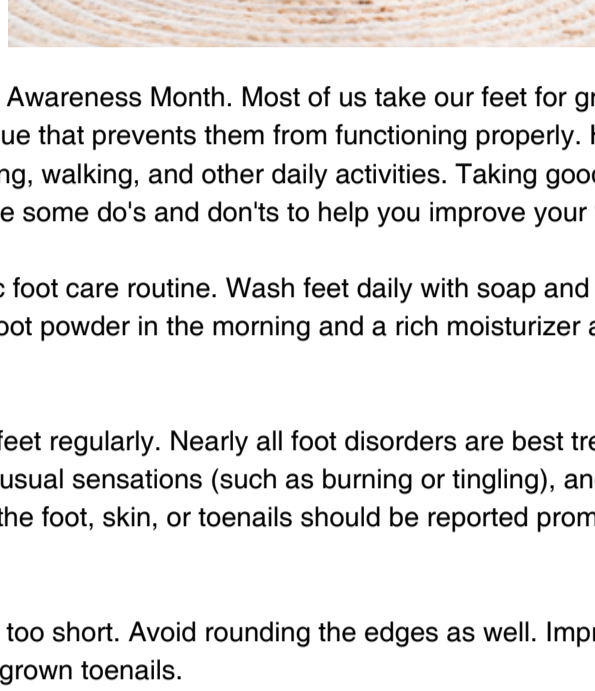 Awareness Month. Most of us take our feet for gr
ue that prevents them from functioning properly. H
ng, walking, and other daily activities. Taking good
e some do's and don'ts to help you improve your
c foot care routine. Wash feet daily with soap and
oot powder in the morning and a rich moisturizer a
feet regularly. Nearly all foot disorders are best tre
usual sensations (such as burning or tingling), an
the foot, skin, or toenails should be reported prom
too short. Avoid rounding the edges as well. Impr
grown toenails.